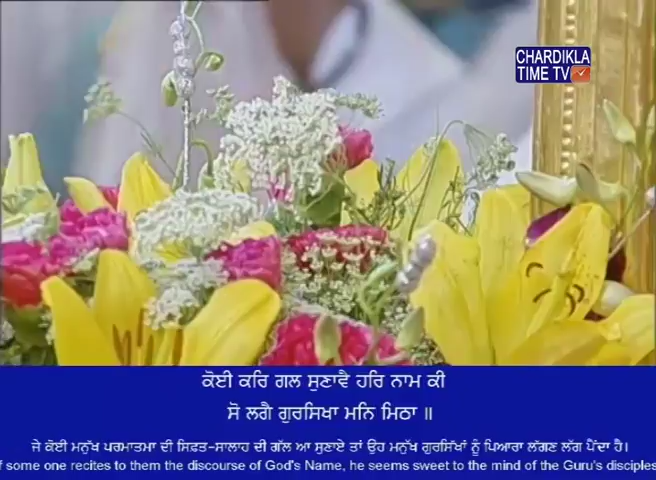 CHARDIKLA
TIME TV
ਕੋਈ ਕਰਿ ਗਲ ਸੁਣਾਵੈ ਹਰਿ ਨਾਮ ਕੀ
ਸੋ ਲਗੈ ਗੁਰਸਿਖਾ ਮਨਿ ਮਿਠਾ ॥
ਜੇ ਕੋਈ ਮਨੁੱਖ ਪਰਮਾਤਮਾ ਦੀ ਸਿਫ਼ਤ-ਸਾਲਾਹ ਦੀ ਗੱਲ ਆ ਸੁਣਾਏ ਤਾਂ ਉਹ ਮਨੁੱਖ ਗੁਰਸਿੱਖਾਂ ਨੂੰ ਪਿਆਰਾ ਲੱਗਣ ਲੱਗ ਪੈਂਦਾ ਹੈ।
f some one recites to them the discourse of God's Name, he seems sweet to the mind of the Guru's disciples